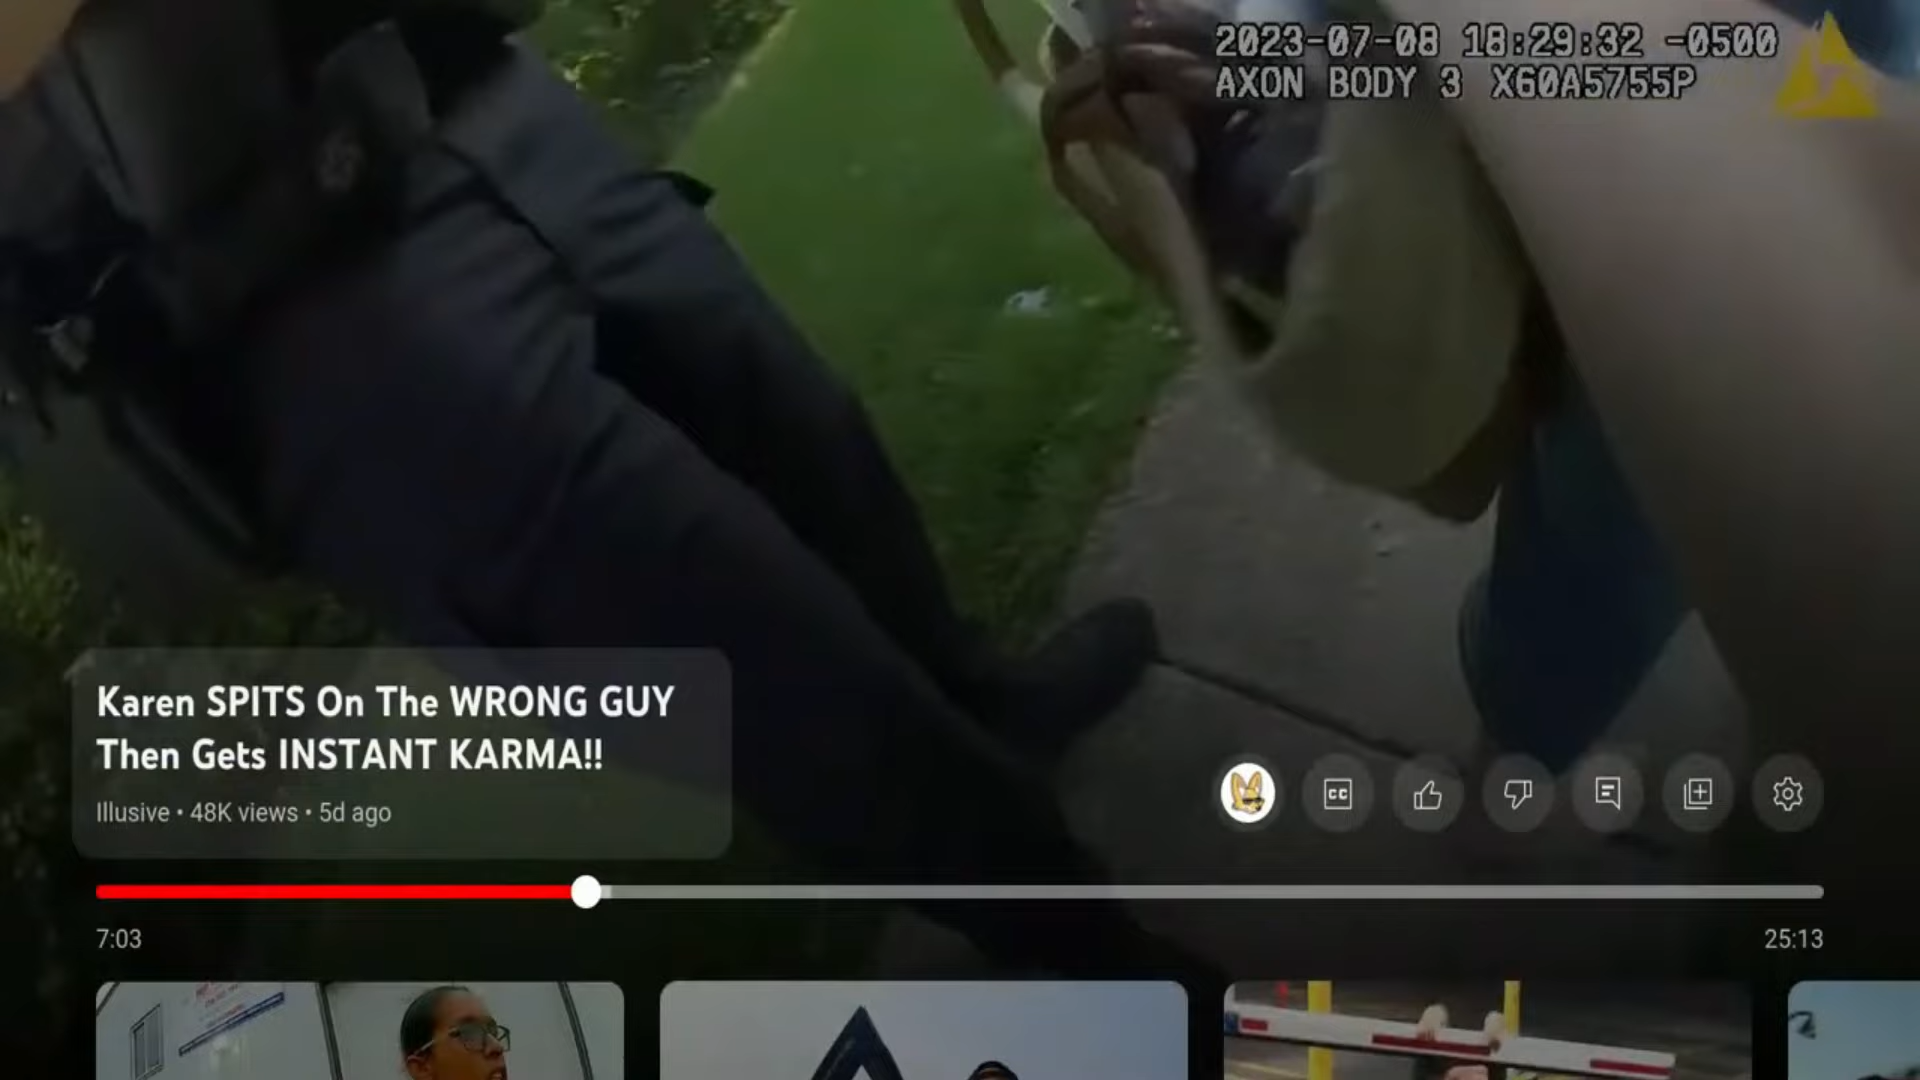 2023-07-08 18:29:32 -0500
AXON BODY 3 X60A5755P
Karen SPITS On The WRONG GUY
Then Gets INSTANT KARMA!!
Illusive • 48K views • 5d ago
CC
7:03
25:13